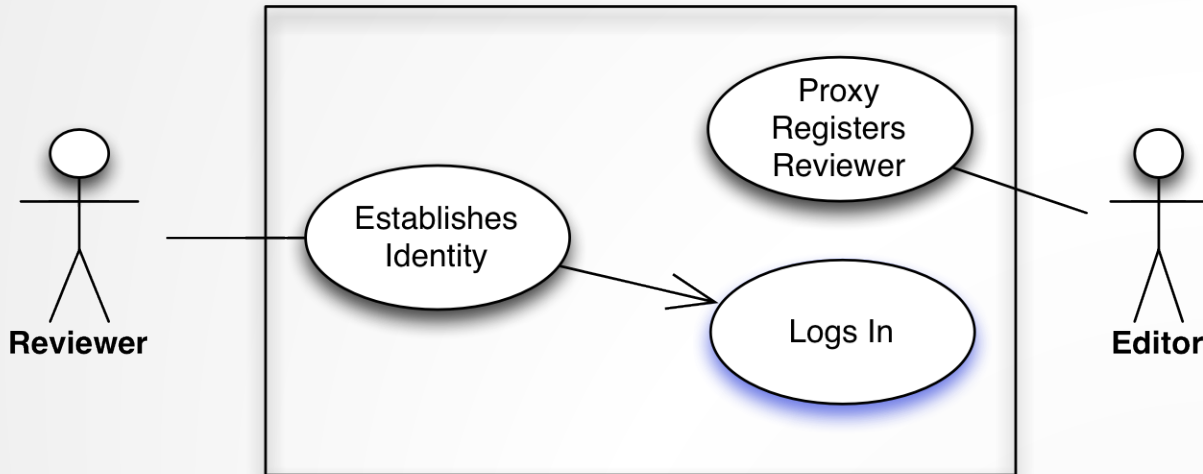 Proxy
Registers
Reviewer
Establishes
Identity
Logs In
Reviewer
Editor